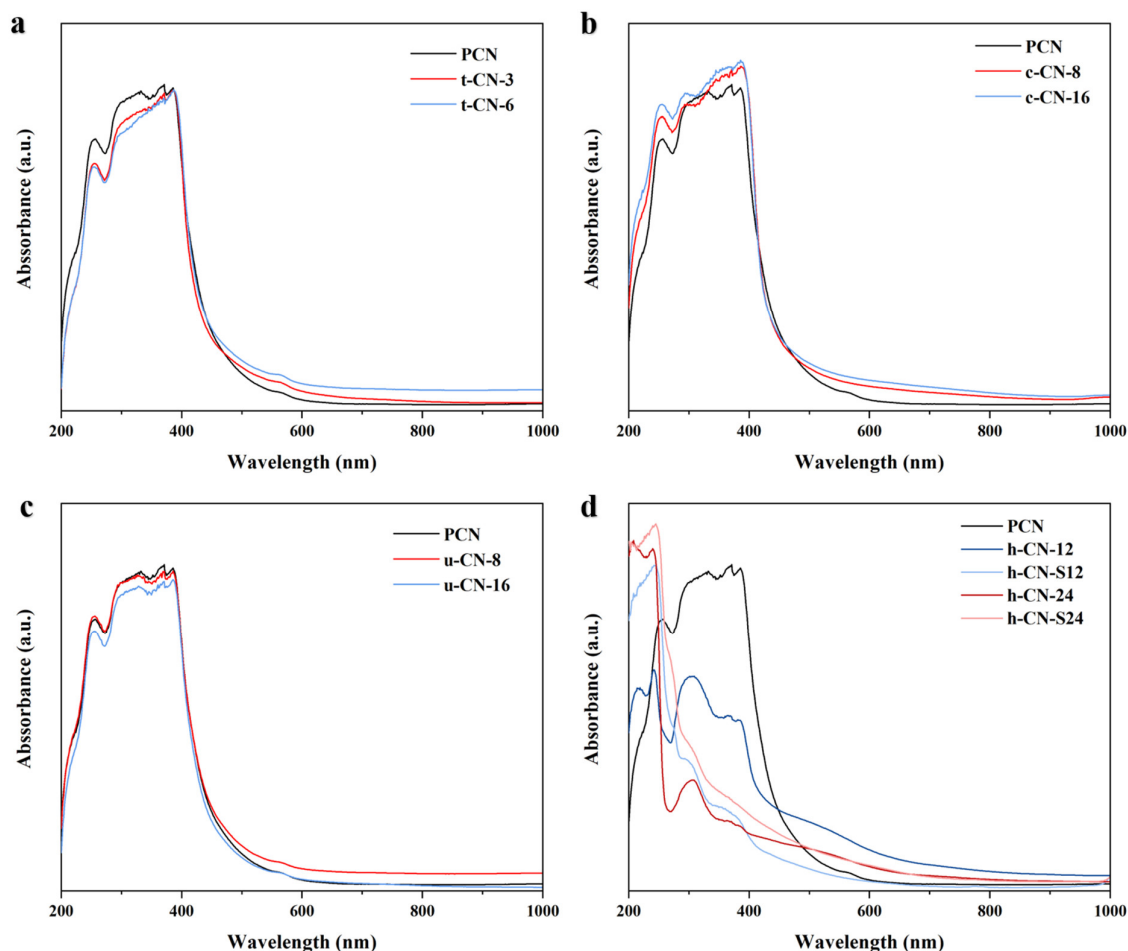 a
PCN
t-CN-3
t-CN-6
Abssorbance (a.u.)
200 400 600 800 1000
Wavelength (nm)
b
PCN
c-CN-8
c-CN-16
Abssorbance (a.u.)
200 400 600 800 1000
Wavelength (nm)
c
PCN
u-CN-8
u-CN-16
Abssorbance (a.u.)
200 400 600 800 1000
Wavelength (nm)
d
PCN
h-CN-12
h-CN-S12
h-CN-24
h-CN-S24
Absorbance (a.u.)
200 400 600 800 1000
Wavelength (nm)